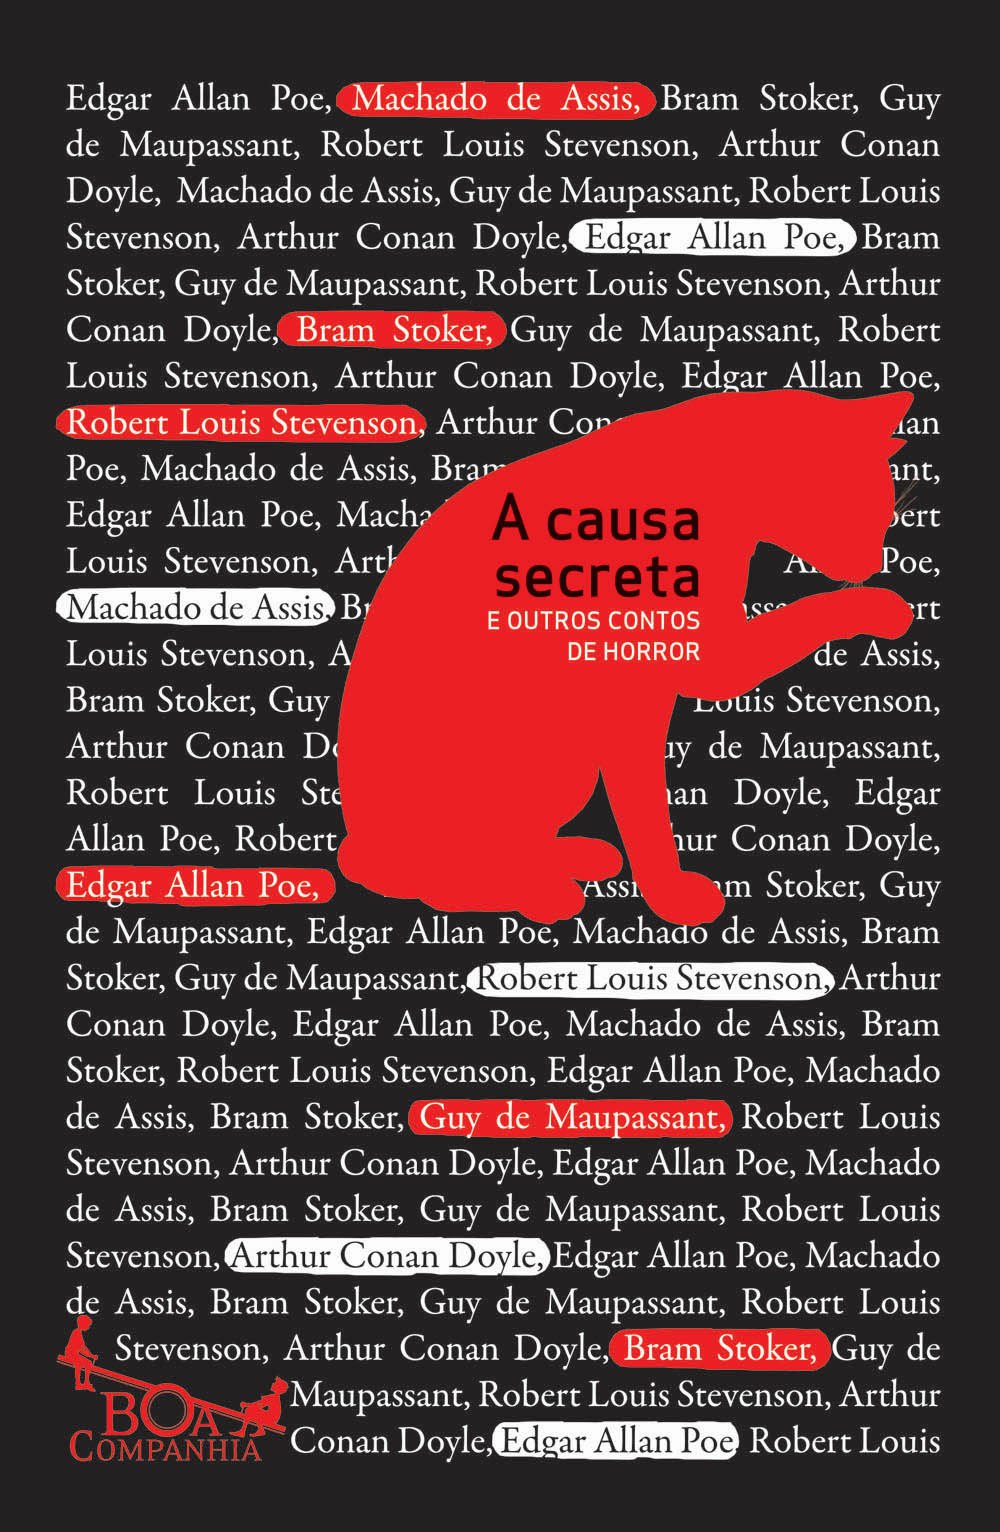 Edgar Allan Poe, Machado de Assis, Bram Stoker, Guy
de Maupassant, Robert Louis Stevenson, Arthur Conan
Doyle, Machado de Assis, Guy de Maupassant, Robert Louis
Stevenson, Arthur Conan Doyle, Edgar Allan Poe, Bram
Stoker, Guy de Maupassant, Robert Louis Stevenson, Arthur
Conan Doyle, Bram Stoker, Guy de Maupassant, Robert
Louis Stevenson, Arthur Conan Doyle, Edgar Allan Poe,
Robert Louis Stevenson, Arthur
Poe, Machado de Assis,
Edgar Allan Poe,
Louis Stevenson, Poe,
Machado de Assis,
Louis Stevenson, de Assis,
Bram Stoker, Guy Louis Stevenson,
Arthur Conan de Maupassant,
Robert Louis Doyle, Edgar
Allan Poe, Robert Conan Doyle,
Edgar Allan Poe, Stoker, Guy
de Maupassant, Edgar Allan Poe, Machado de Assis, Bram
Stoker, Guy de Maupassant, Robert Louis Stevenson, Arthur
Conan Doyle, Edgar Allan Poe, Machado de Assis, Bram
Stoker, Robert Louis Stevenson, Edgar Allan Poe, Machado
de Assis, Bram Stoker, Guy de Maupassant, Robert Louis
Stevenson, Arthur Conan Doyle, Edgar Allan Poe, Machado
de Assis, Bram Stoker, Guy de Maupassant, Robert Louis
Stevenson, Arthur Conan Doyle, Edgar Allan Poe, Machado
de Assis, Bram Stoker, Guy de Maupassant, Robert Louis
Stevenson, Arthur Conan Doyle, Bram Stoker, Guy de
Maupassant, Robert Louis Stevenson, Arthur
Conan Doyle, Edgar Allan Poe Robert Louis
A causa
secreta
E OUTROS CONTOS
DE HORROR
BOA
COMPANHIA